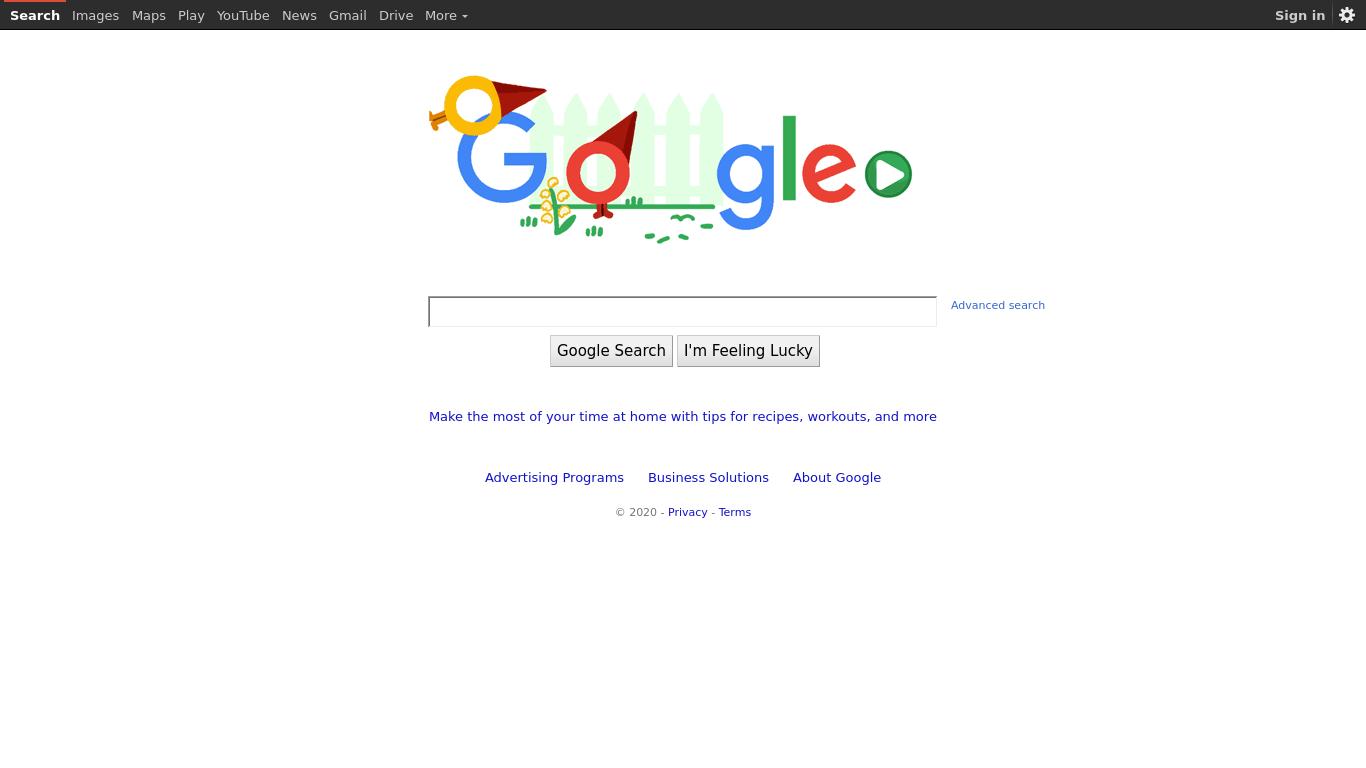 Search Images Maps Play YouTube News Gmail Drive More Sign in
Google
Advanced search
Google Search I'm Feeling Lucky
Make the most of your time at home with tips for recipes, workouts, and more
Advertising Programs Business Solutions About Google
© 2020 - Privacy - Terms